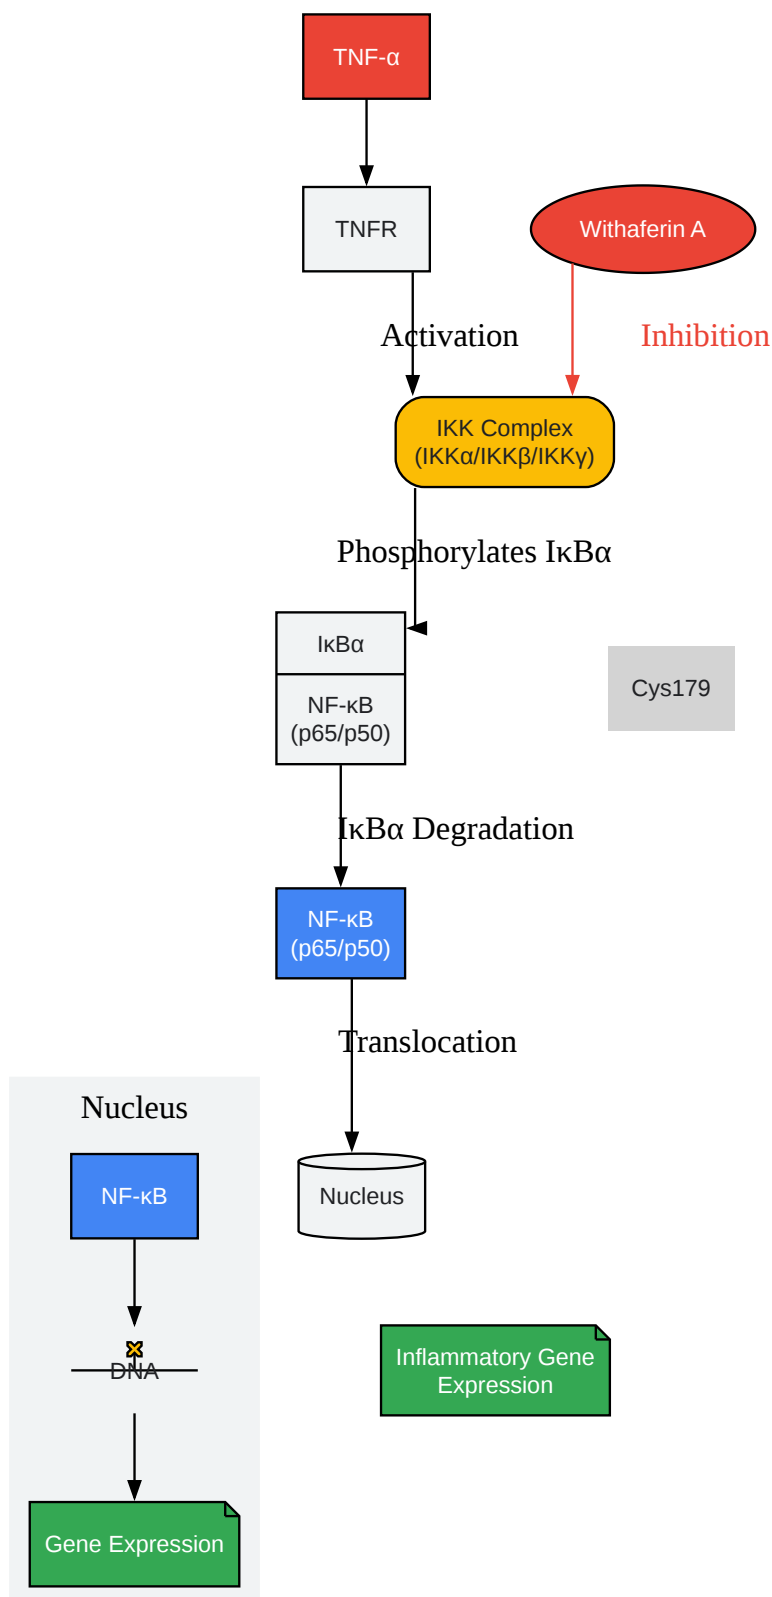 TNF-α
TNFR
Withaferin A
Activation
Inhibition
IKK Complex
(IKKα/IKKβ/IKKγ)
Phosphorylates IκBα
IκBα
NF-κB
(p65/p50)
Cys179
IκBα Degradation
NF-κB
(p65/p50)
Translocation
Nucleus
NF-κB
Nucleus
DNA
Inflammatory Gene
Expression
Gene Expression